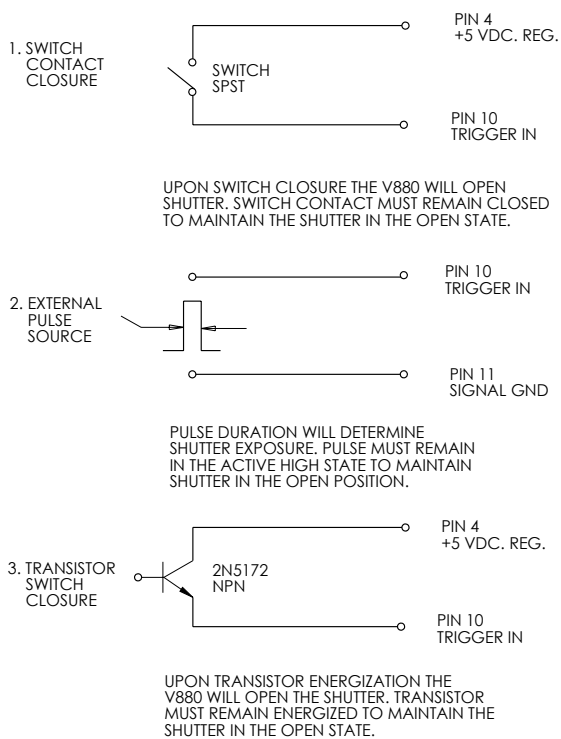 1. SWITCH
CONTACT
CLOSURE
SWITCH
SPST
PIN 4
+5 VDC. REG.
PIN 10
TRIGGER IN
UPON SWITCH CLOSURE THE V880 WILL OPEN
SHUTTER. SWITCH CONTACT MUST REMAIN CLOSED
TO MAINTAIN THE SHUTTER IN THE OPEN STATE.
2. EXTERNAL
PULSE
SOURCE
PIN 10
TRIGGER IN
PIN 11
SIGNAL GND
PULSE DURATION WILL DETERMINE
SHUTTER EXPOSURE. PULSE MUST REMAIN
IN THE ACTIVE HIGH STATE TO MAINTAIN
SHUTTER IN THE OPEN POSITION.
3. TRANSISTOR
SWITCH
CLOSURE
2N5172
NPN
PIN 4
+5 VDC. REG.
PIN 10
TRIGGER IN
UPON TRANSISTOR ENERGIZATION THE
V880 WILL OPEN THE SHUTTER. TRANSISTOR
MUST REMAIN ENERGIZED TO MAINTAIN THE
SHUTTER IN THE OPEN STATE.